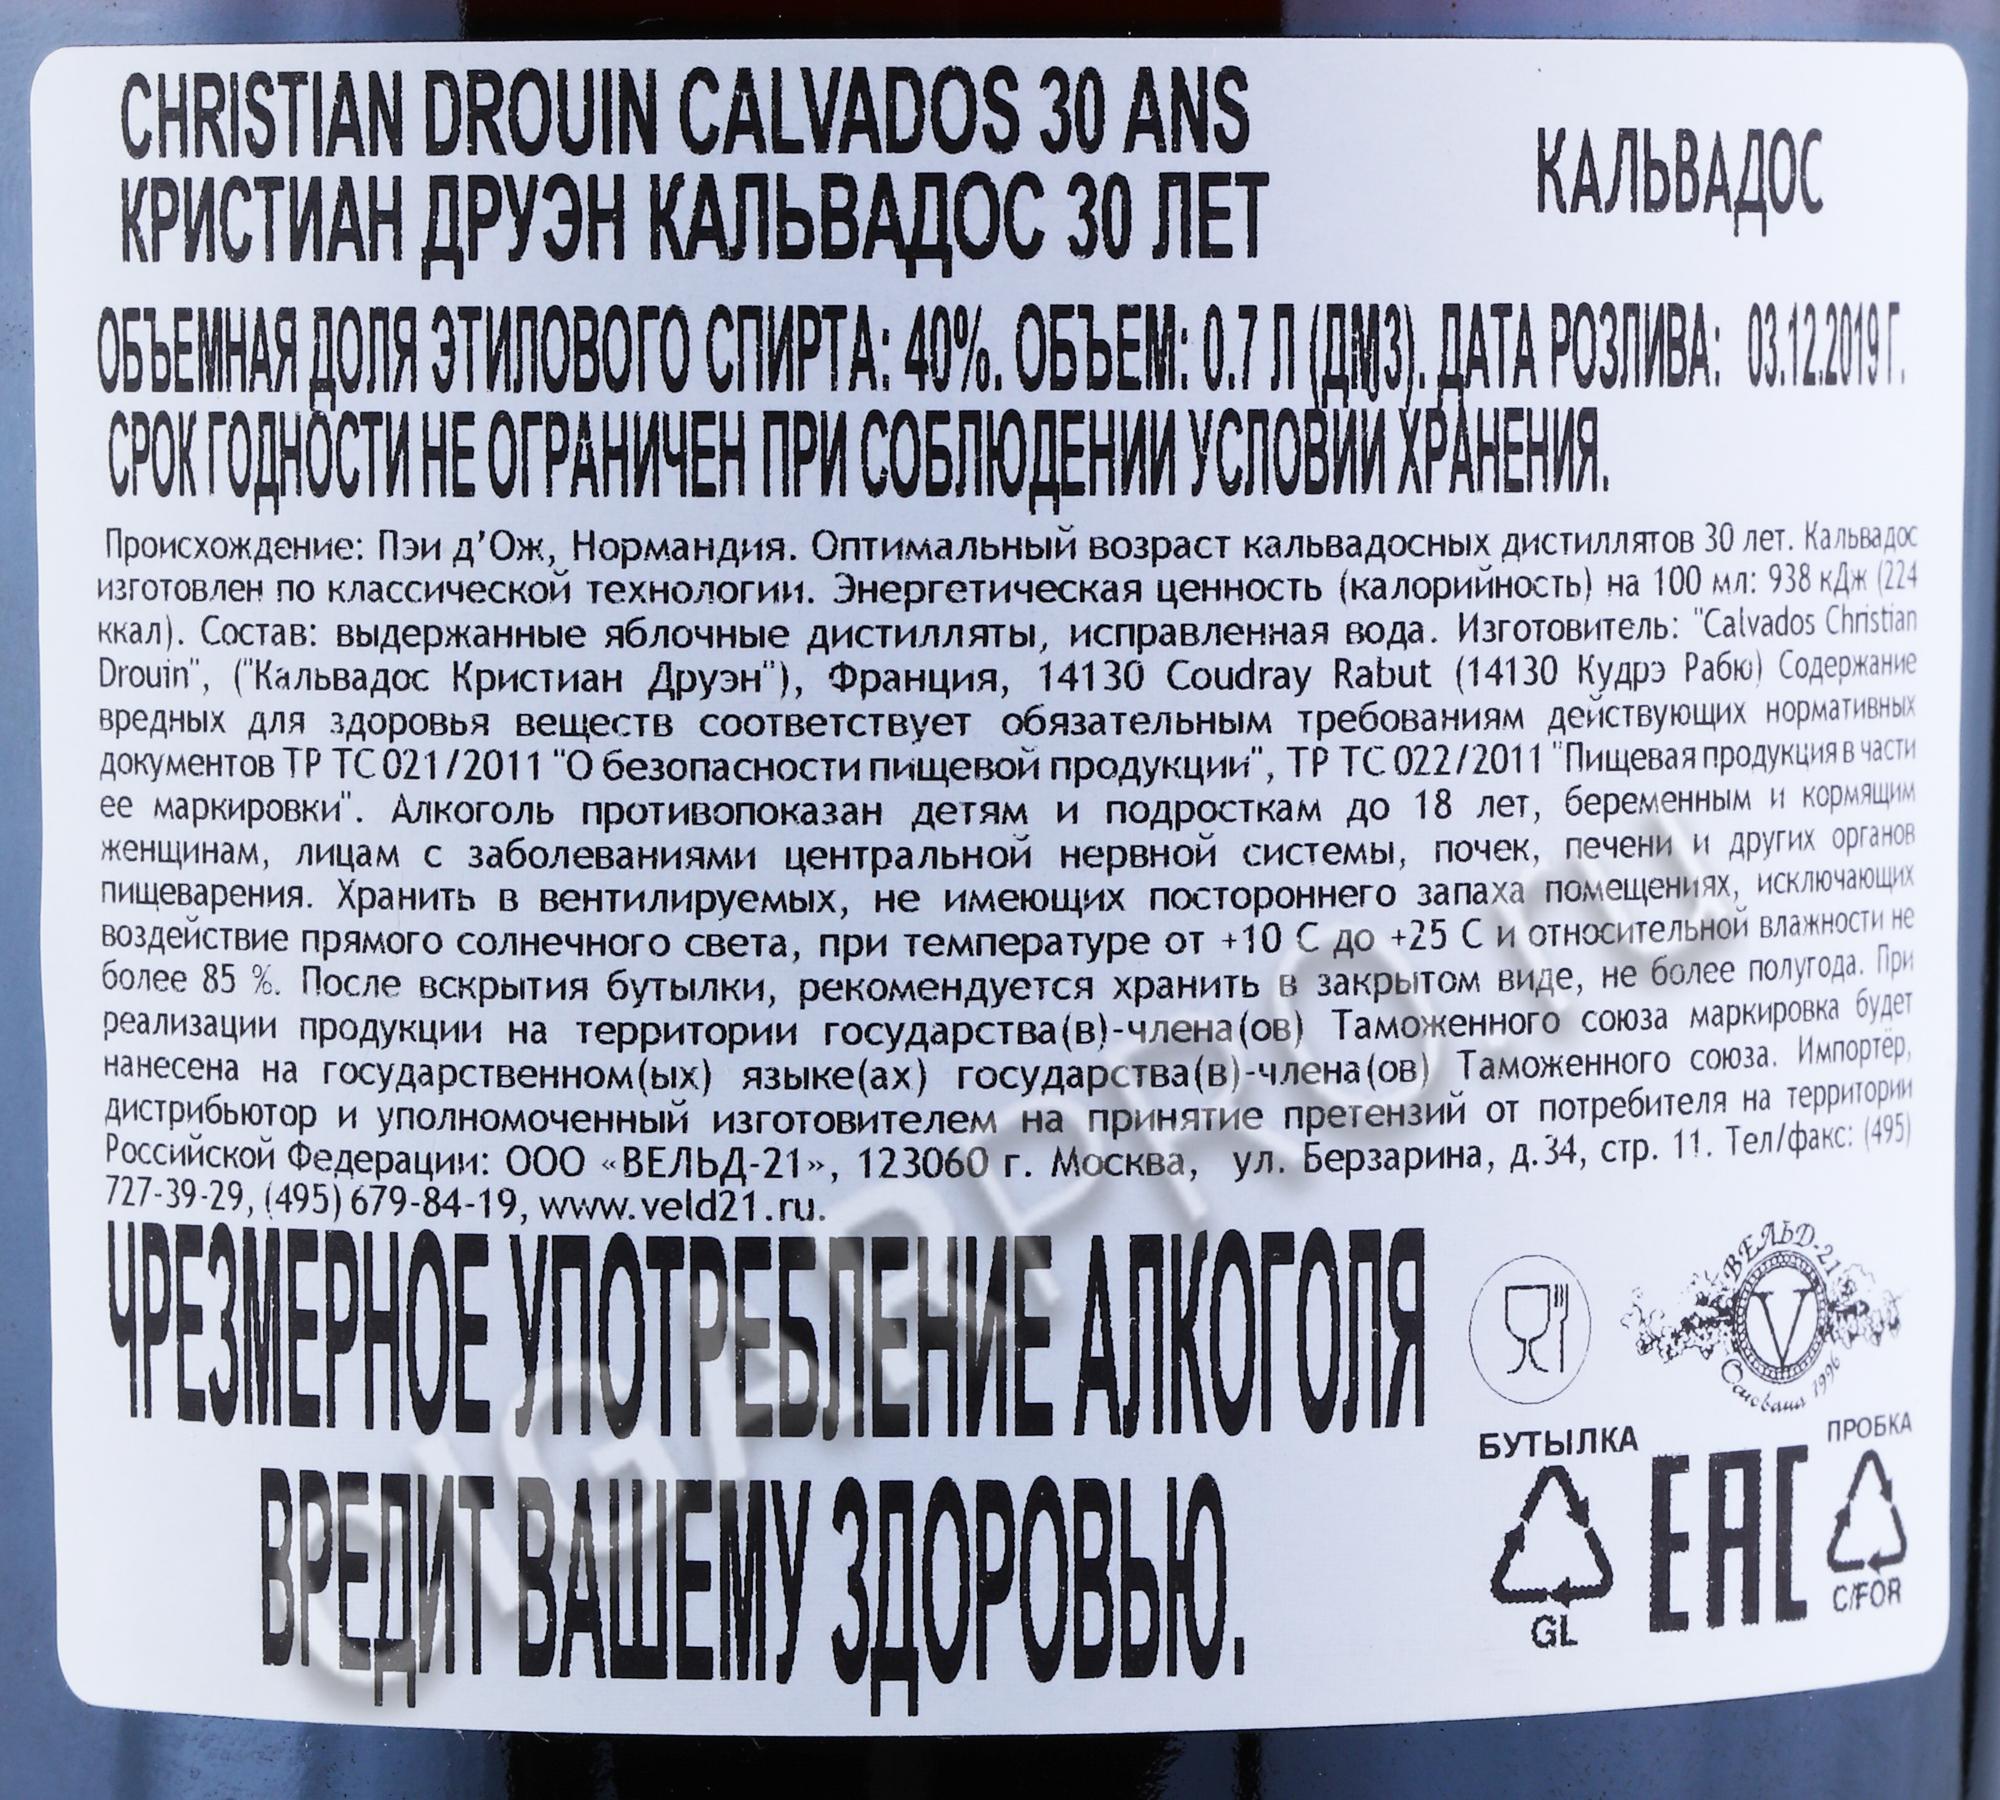 CHRISTIAN DROUIN CALVADOS 30 ANS
КРИСТИАН ДРУЭН КАЛЬВАДОС 30 ЛЕТ
КАЛЬВАДОС
ОБЪЕМНАЯ ДОЛЯ ЭТИЛОВОГО СПИРТА: 40%. ОБЪЕМ: 0.7 Л (ДМ3). ДАТА РОЗЛИВА: 03.12.2019 Г.
СРОК ГОДНОСТИ НЕ ОГРАНИЧЕН ПРИ СОБЛЮДЕНИИ УСЛОВИЙ ХРАНЕНИЯ.
Происхождение: Пэи д’Ож, Нормандия. Оптимальный возраст кальвадосных дистиллятов 30 лет. Кальвадос
изготовлен по классической технологии. Энергетическая ценность (калорийность) на 100 мл: 938 кДж (224
ккал). Состав: выдержанные яблочные дистилляты, исправленная вода. Изготовитель: "Calvados Christian
Drouin", ("Кальвадос Кристиан Друэн"), Франция, 14130 Coudray Rabut (14130 Кудрэ Рабю) Содержание
вредных для здоровья веществ соответствует обязательным требованиям действующих нормативных
документов ТР ТС 021/2011 "О безопасности пищевой продукции", ТР ТС 022/2011 "Пищевая продукция в части
ее маркировки". Алкоголь противопоказан детям и подросткам до 18 лет, беременным и кормящим
женщинам, лицам с заболеваниями центральной нервной системы, почек, печени и других органов
пищеварения. Хранить в вентилируемых, не имеющих постороннего запаха помещениях, исключающих
воздействие прямого солнечного света, при температуре от +10 С до +25 С и относительной влажности не
более 85 %. После вскрытия бутылки, рекомендуется хранить в закрытом виде, не более полугода. При
реализации продукции на территории государства(в)-члена(ов) Таможенного союза маркировка будет
нанесена на государственном(ых) языке(ах) государства(в)-члена(ов) Таможенного союза. Импортёр,
дистрибьютор и уполномоченный изготовителем на принятие претензий от потребителя на территории
Российской Федерации: ООО «ВЕЛЬД-21», 123060 г. Москва, ул. Берзарина, д.34, стр. 11. Тел/факс: (495)
727-39-29, (495) 679-84-19, www.veld21.ru.
ЧРЕЗМЕРНОЕ УПОТРЕБЛЕНИЕ АЛКОГОЛЯ
ВРЕДИТ ВАШЕМУ ЗДОРОВЬЮ.
ВЕЛЬД-21
V
Основана 1996
БУТЫЛКА
GL
EAC
ПРОБКА
C/FOR
CIGARPRO.ru